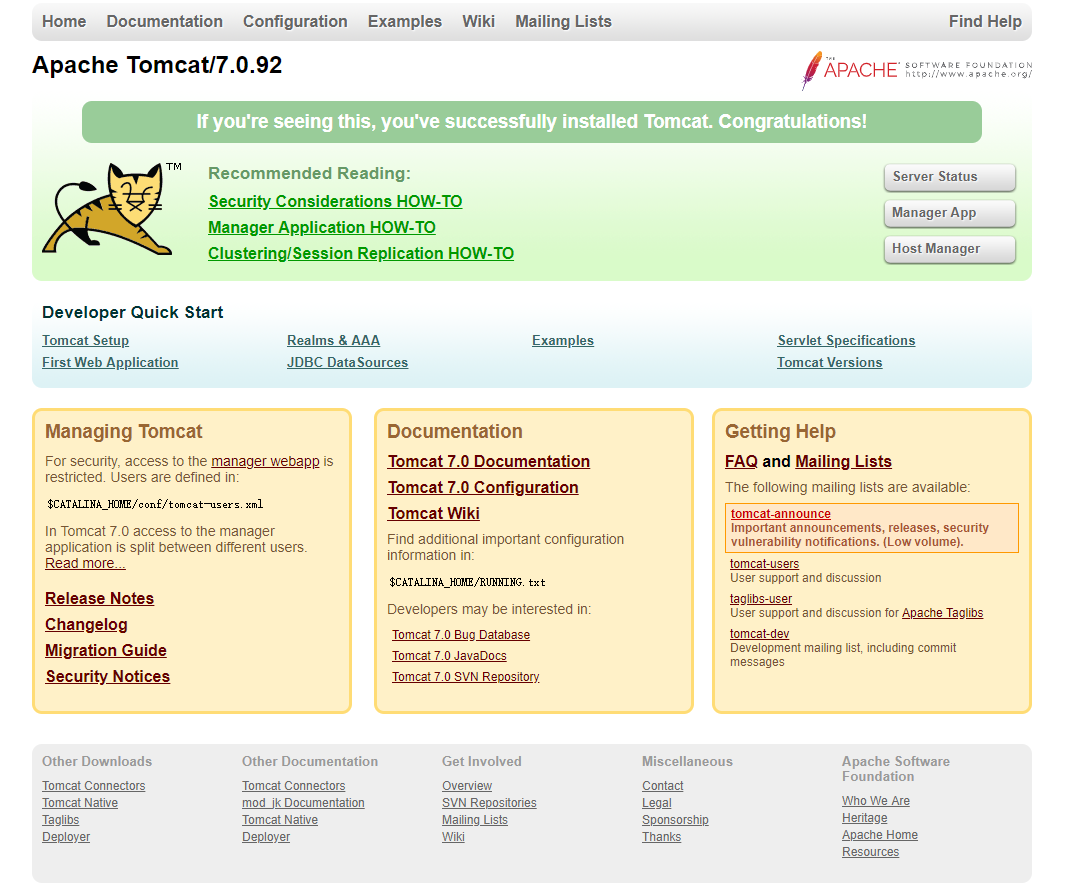 Home Documentation Configuration Examples Wiki Mailing Lists Find Help
Apache Tomcat/7.0.92
THE APACHE SOFTWARE FOUNDATION
http://www.apache.org/
If you're seeing this, you've successfully installed Tomcat. Congratulations!
TM
Recommended Reading:
Security Considerations HOW-TO
Manager Application HOW-TO
Clustering/Session Replication HOW-TO
Server Status
Manager App
Host Manager
Developer Quick Start
Tomcat Setup
First Web Application
Realms & AAA
JDBC DataSources
Examples
Servlet Specifications
Tomcat Versions
Managing Tomcat
For security, access to the manager webapp is
restricted. Users are defined in:
$CATALINA_HOME/conf/tomcat-users.xml
In Tomcat 7.0 access to the manager
application is split between different users.
Read more...
Release Notes
Changelog
Migration Guide
Security Notices
Documentation
Tomcat 7.0 Documentation
Tomcat 7.0 Configuration
Tomcat Wiki
Find additional important configuration
information in:
$CATALINA_HOME/RUNNING.txt
Developers may be interested in:
Tomcat 7.0 Bug Database
Tomcat 7.0 JavaDocs
Tomcat 7.0 SVN Repository
Getting Help
FAQ and Mailing Lists
The following mailing lists are available:
tomcat-announce
Important announcements, releases, security
vulnerability notifications. (Low volume).
tomcat-users
User support and discussion
taglibs-user
User support and discussion for Apache Taglibs
tomcat-dev
Development mailing list, including commit
messages
Other Downloads
Tomcat Connectors
Tomcat Native
Taglibs
Deployer
Other Documentation
Tomcat Connectors
mod_jk Documentation
Tomcat Native
Deployer
Get Involved
Overview
SVN Repositories
Mailing Lists
Wiki
Miscellaneous
Contact
Legal
Sponsorship
Thanks
Apache Software
Foundation
Who We Are
Heritage
Apache Home
Resources